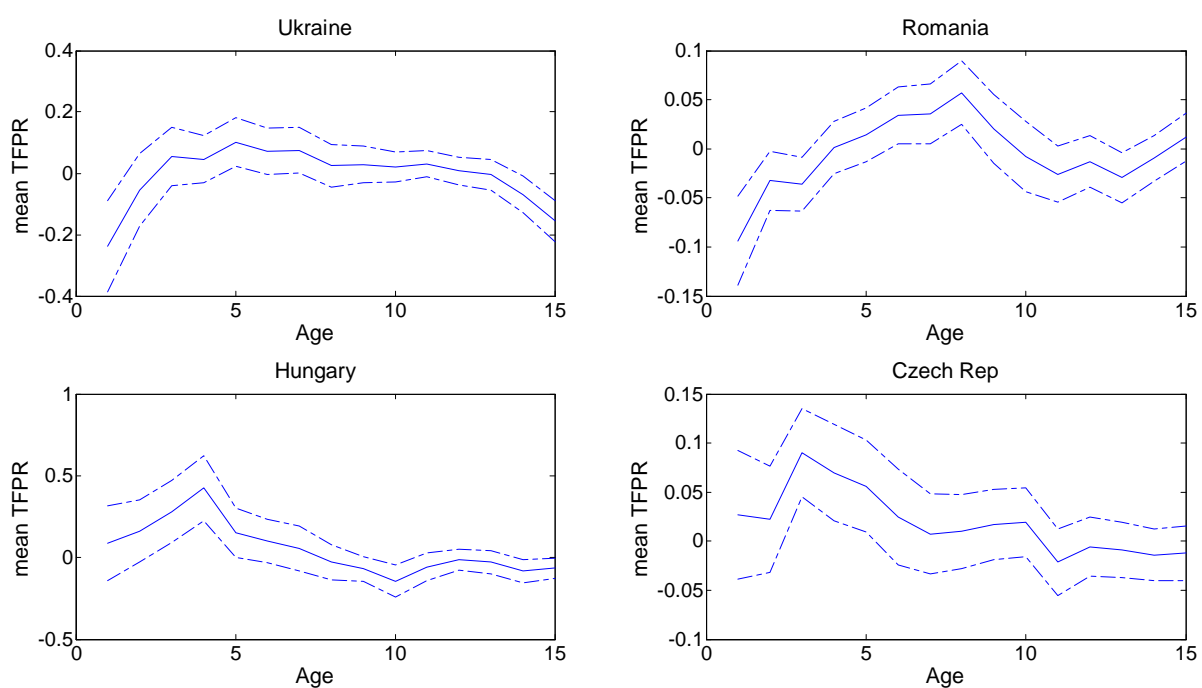 Ukraine
0.4
0.2
0
-0.2
-0.4
mean TFPR
0 5 10 15
Age
Romania
0.1
0.05
0
-0.05
-0.1
-0.15
mean TFPR
0 5 10 15
Age
Hungary
1
0.5
0
-0.5
mean TFPR
0 5 10 15
Age
Czech Rep
0.15
0.1
0.05
0
-0.05
-0.1
mean TFPR
0 5 10 15
Age